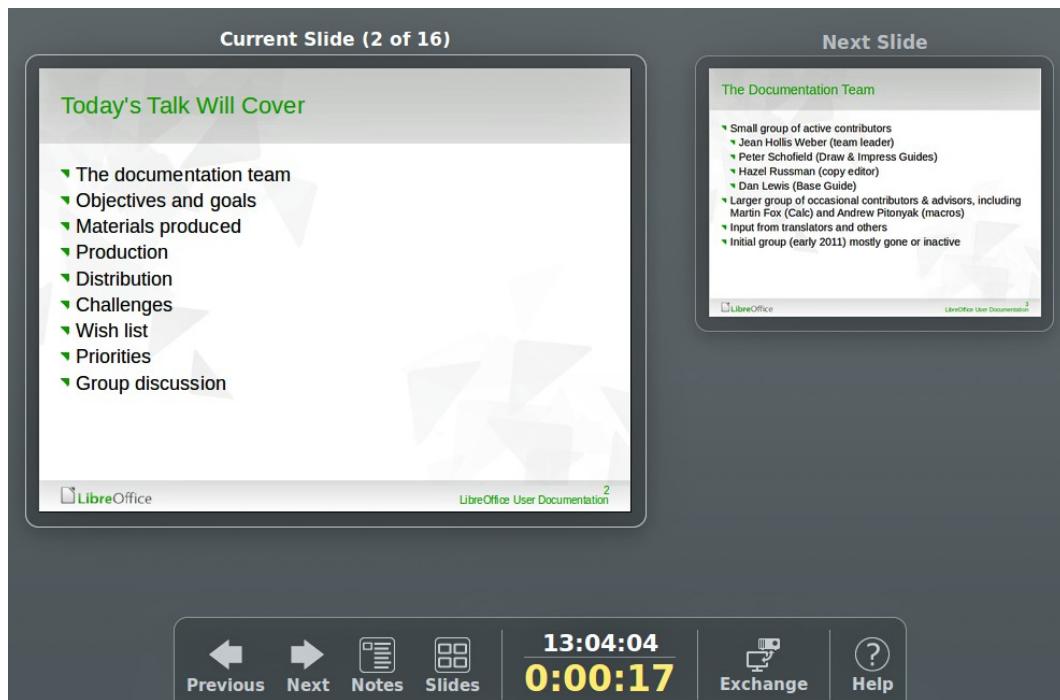 Current Slide (2 of 16)
Today's Talk Will Cover
The documentation team
Objectives and goals
Materials produced
Production
Distribution
Challenges
Wish list
Priorities
Group discussion
LibreOffice
LibreOffice User Documentation
2
Next Slide
The Documentation Team
Small group of active contributors
Jean Hollis Weber (team leader)
Peter Schofield (Draw & Impress Guides)
Hazel Russman (copy editor)
Dan Lewis (Base Guide)
Larger group of occasional contributors & advisors, including
Martin Fox (Calc) and Andrew Pitonyak (macros)
Input from translators and others
Initial group (early 2011) mostly gone or inactive
LibreOffice
LibreOffice User Documentation
3
Previous
Next
Notes
Slides
13:04:04
0:00:17
Exchange
?
Help